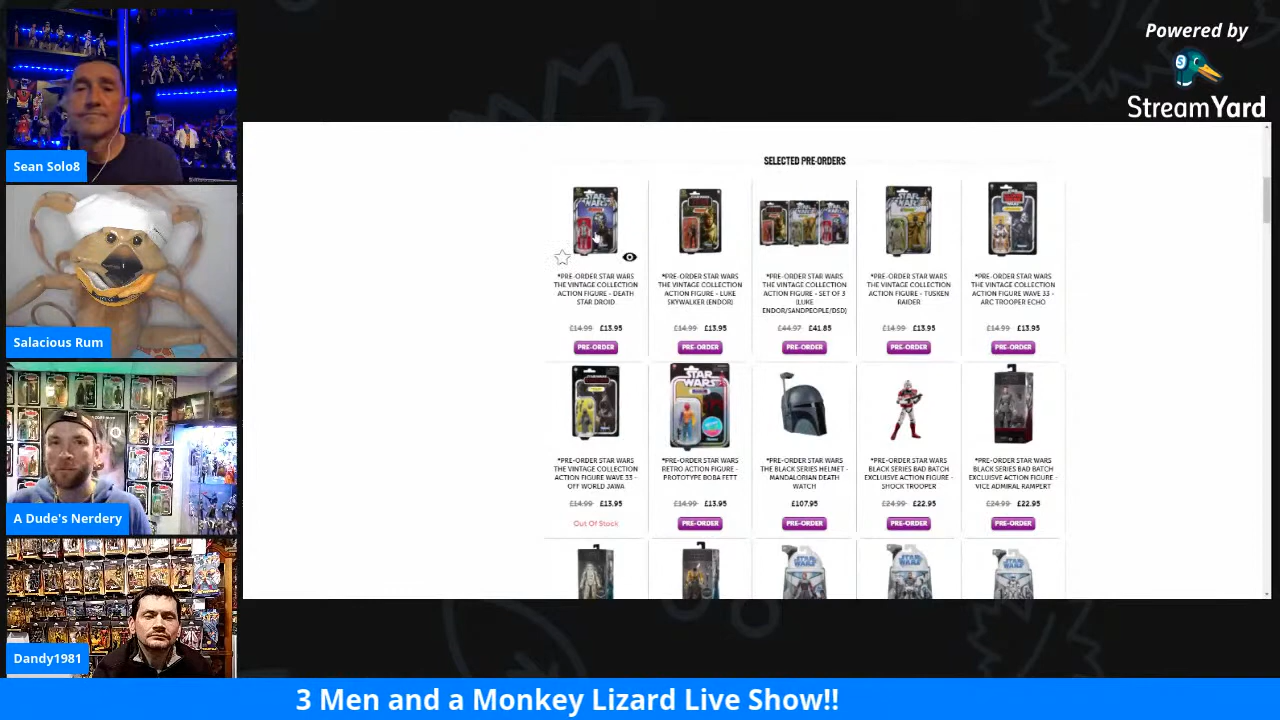 Powered by
StreamYard
Sean Solo8
Salacious Rum
A Dude's Nerdery
Dandy1981
SELECTED PRE-ORDERS
*PRE-ORDER STAR WARS
THE VINTAGE COLLECTION
ACTION FIGURE - DEATH
STAR DROID
£14.99 £13.95
PRE-ORDER
*PRE-ORDER STAR WARS
THE VINTAGE COLLECTION
ACTION FIGURE - LUKE
SKYWALKER (ENDOR)
£14.99 £13.95
PRE-ORDER
*PRE-ORDER STAR WARS
THE VINTAGE COLLECTION
ACTION FIGURE - SET OF 3
(LUKE
ENDOR/SANDPEOPLE/DSD)
£44.97 £41.85
PRE-ORDER
*PRE-ORDER STAR WARS
THE VINTAGE COLLECTION
ACTION FIGURE - TUSKEN
RAIDER
£14.99 £13.95
PRE-ORDER
*PRE-ORDER STAR WARS
THE VINTAGE COLLECTION
ACTION FIGURE WAVE 33 -
ARC TROOPER ECHO
£14.99 £13.95
PRE-ORDER
*PRE-ORDER STAR WARS
THE VINTAGE COLLECTION
ACTION FIGURE WAVE 33 -
OFF WORLD JAWA
£14.99 £13.95
Out Of Stock
STAR WARS
*PRE-ORDER STAR WARS
RETRO ACTION FIGURE -
PROTOTYPE BOBA FETT
£14.99 £13.95
PRE-ORDER
*PRE-ORDER STAR WARS
THE BLACK SERIES HELMET -
MANDALORIAN DEATH
WATCH
£107.95
PRE-ORDER
*PRE-ORDER STAR WARS
BLACK SERIES BAD BATCH
EXCLUISVE ACTION FIGURE -
SHOCK TROOPER
£24.99 £22.95
PRE-ORDER
*PRE-ORDER STAR WARS
BLACK SERIES BAD BATCH
EXCLUSIVE ACTION FIGURE -
VICE ADMIRAL RAMPERT
£24.99 £22.95
PRE-ORDER
3 Men and a Monkey Lizard Live Show!!